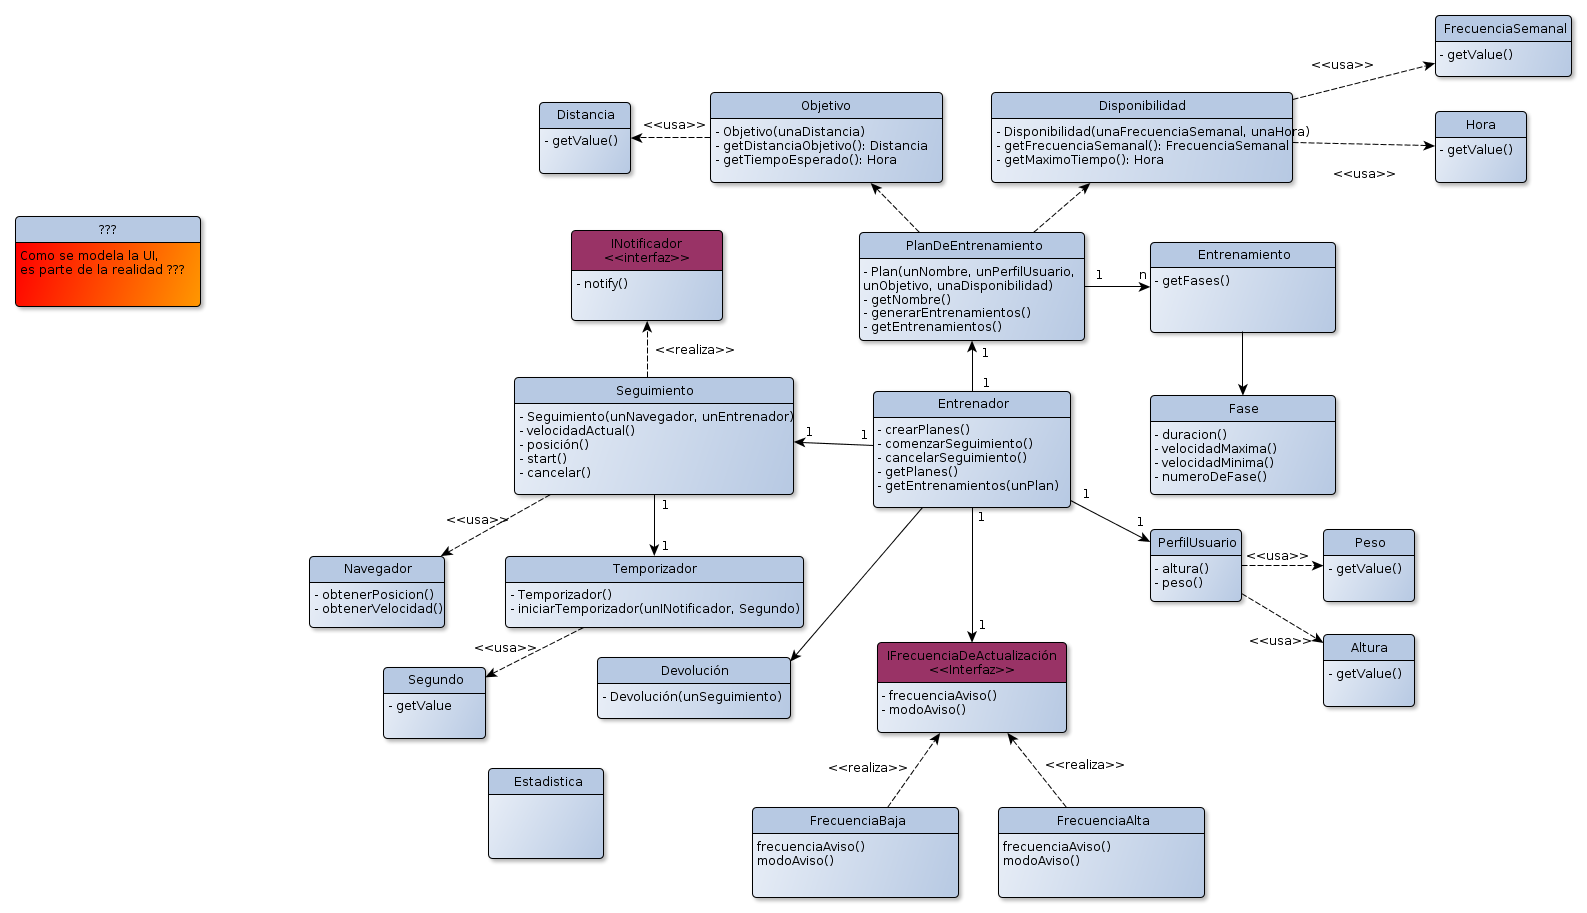 FrecuenciaSemanal
- getValue()
<<usa>>
Distancia
- getValue()
<<usa>>
Objetivo
- Objetivo(unaDistancia)
- getDistanciaObjetivo(): Distancia
- getTiempoEsperado(): Hora
Disponibilidad
- Disponibilidad(unaFrecuenciaSemanal, unaHora)
- getFrecuenciaSemanal(): FrecuenciaSemanal
- getMaximoTiempo(): Hora
Hora
- getValue()
<<usa>>
???
Como se modela la UI,
es parte de la realidad ???
INotificador
<<interfaz>>
- notify()
PlanDeEntrenamiento
- Plan(unNombre, unPerfilUsuario,
unObjetivo, unaDisponibilidad)
- getNombre()
- generarEntrenamientos()
- getEntrenamientos()
1
n
Entrenamiento
- getFases()
<<realiza>>
1
1
Seguimiento
- Seguimiento(unNavegador, unEntrenador)
- velocidadActual()
- posición()
- start()
- cancelar()
1
1
Entrenador
- crearPlanes()
- comenzarSeguimiento()
- cancelarSeguimiento()
- getPlanes()
- getEntrenamientos(unPlan)
Fase
- duracion()
- velocidadMaxima()
- velocidadMinima()
- numeroDeFase()
<<usa>>
1
1
1
1
1
Navegador
- obtenerPosicion()
- obtenerVelocidad()
Temporizador
- Temporizador()
- iniciarTemporizador(unINotificador, Segundo)
PerfilUsuario
- altura()
- peso()
<<usa>>
Peso
- getValue()
<<usa>>
Altura
- getValue()
<<usa>>
Segundo
- getValue
Devolución
- Devolución(unSeguimiento)
1
IFrecuenciaDeActualización
<<Interfaz>>
- frecuenciaAviso()
- modoAviso()
<<realiza>>
<<realiza>>
Estadistica
FrecuenciaBaja
frecuenciaAviso()
modoAviso()
FrecuenciaAlta
frecuenciaAviso()
modoAviso()